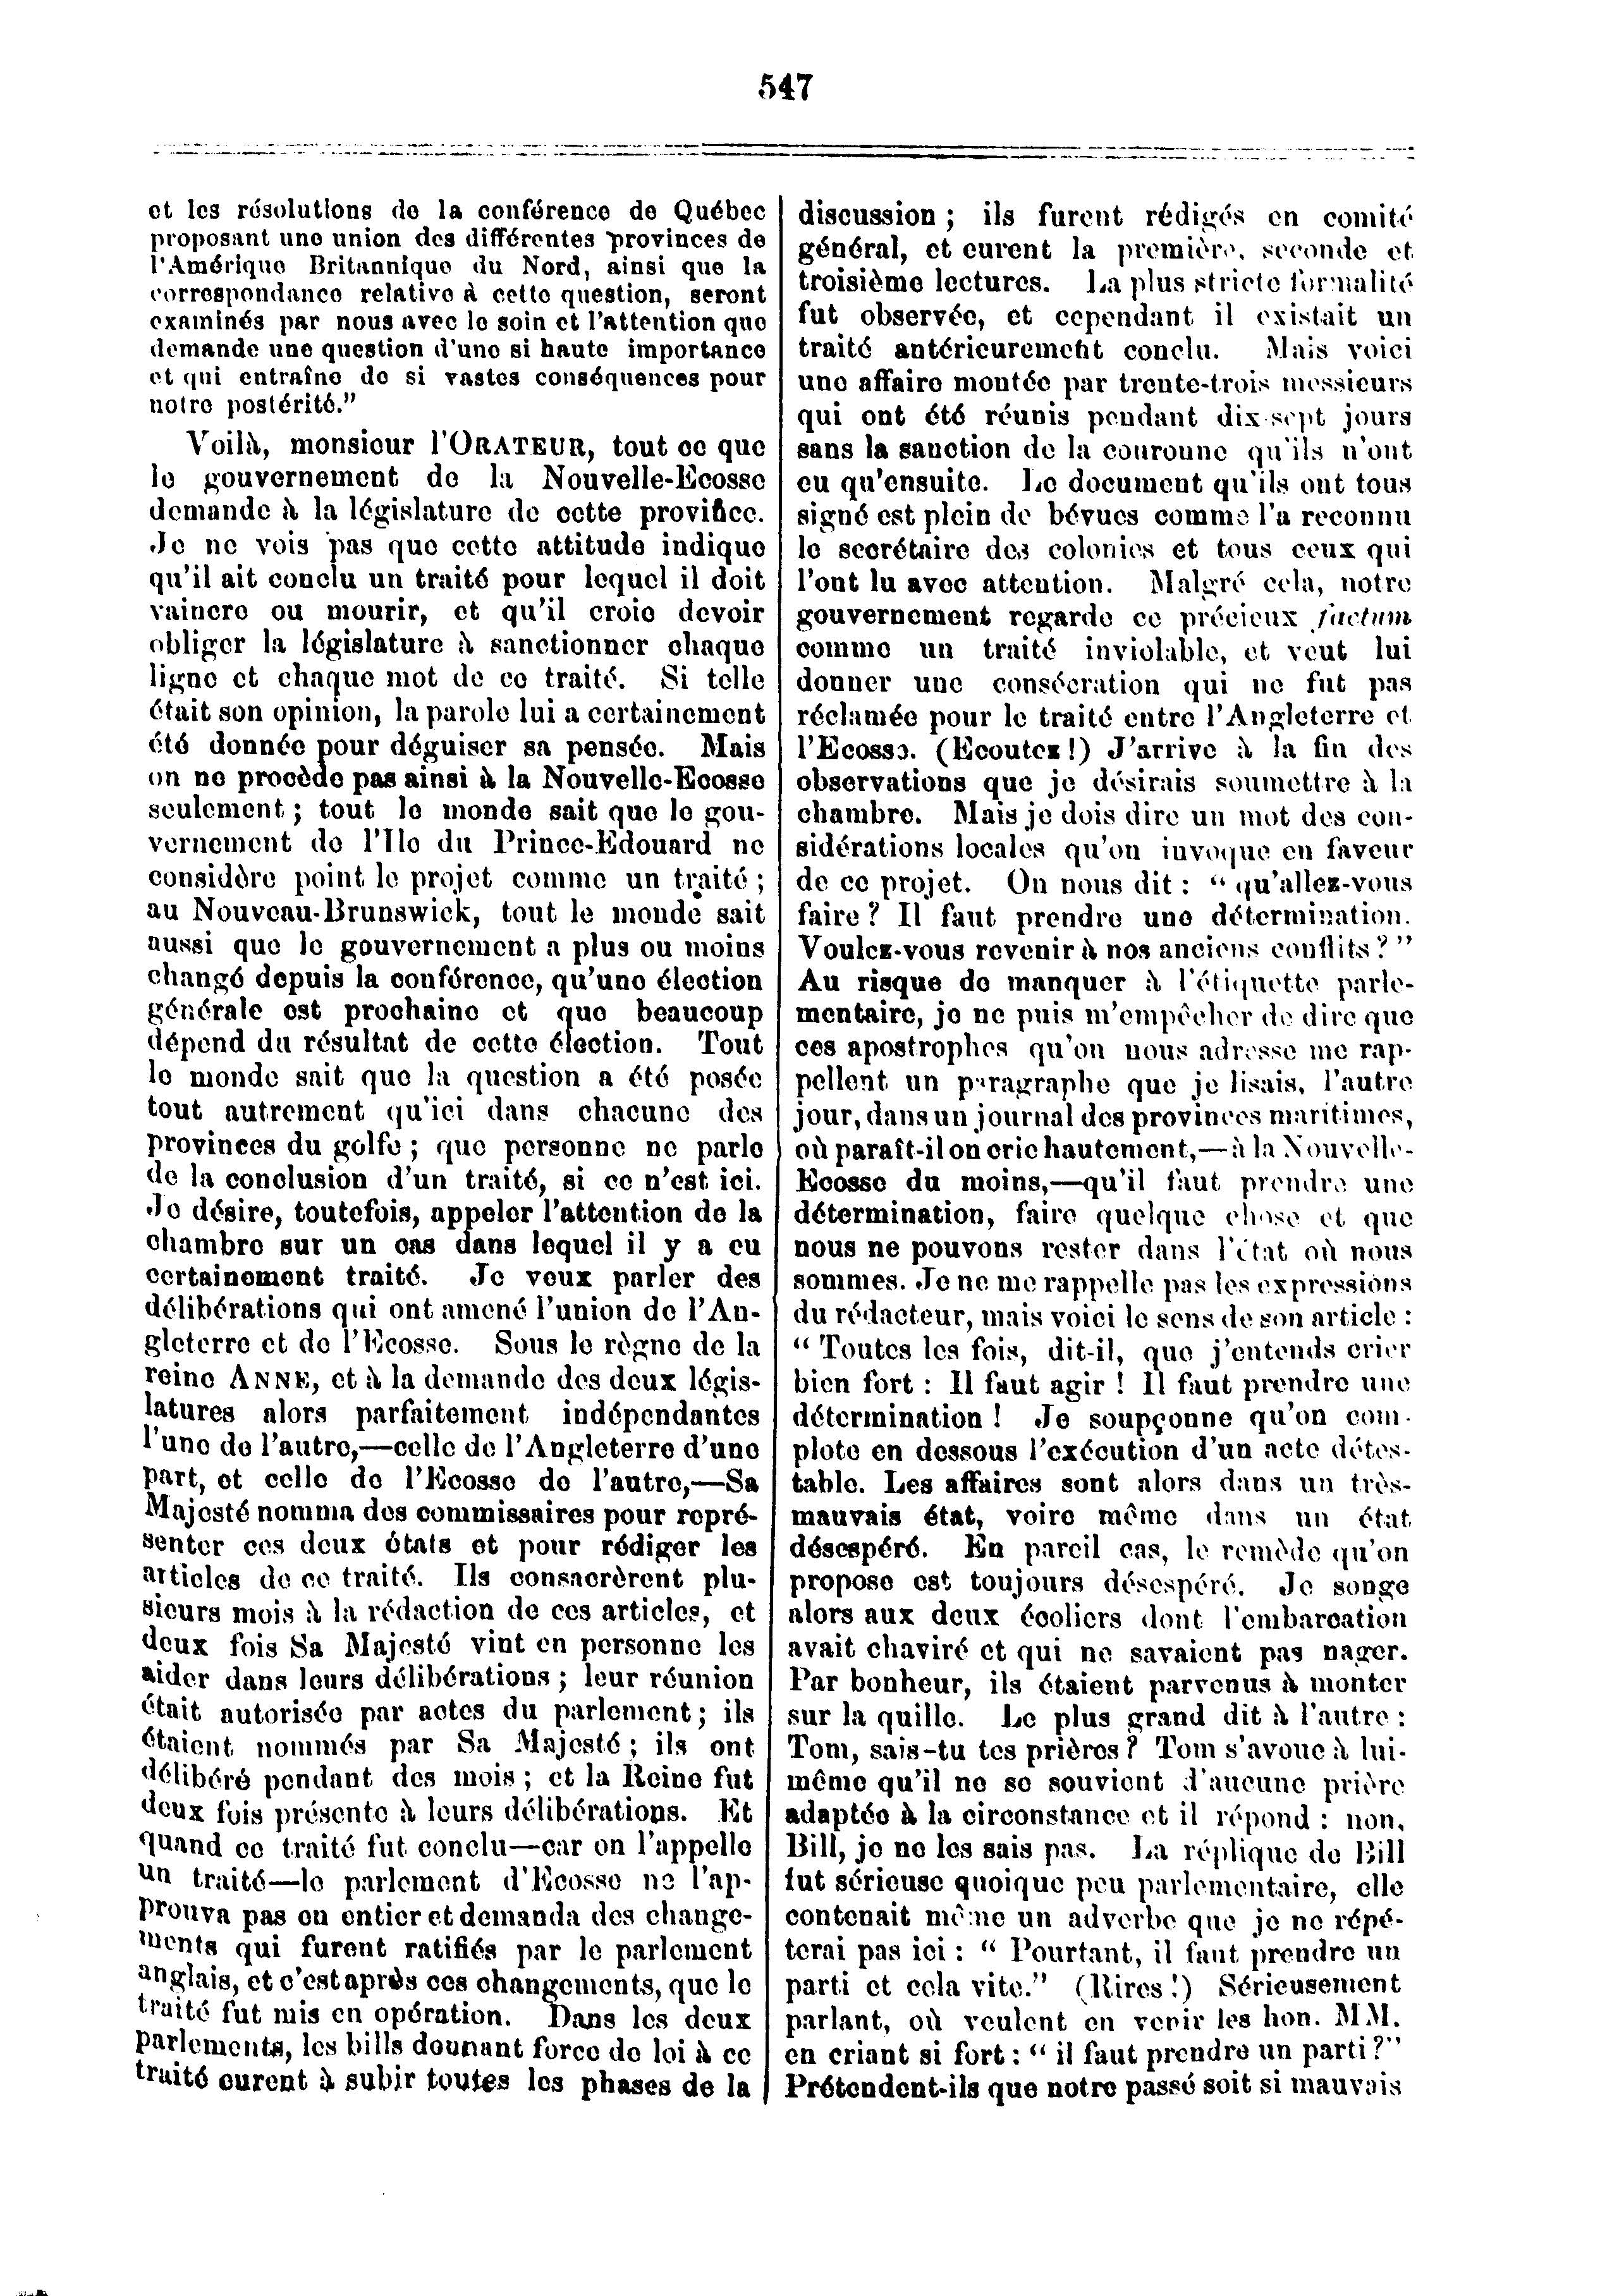 547
et les résolutions de la conférence de Québec
proposant une union des différentes provinces de
l'Amérique Britannique du Nord, ainsi que la
correspondance relative à cette question, seront
examinés par nous avec le soin et l'attention que
demande une question d'une si haute importance
et qui entraîne de si vastes conséquences pour
notre postérité."
Voilà, monsieur l'ORATEUR, tout ce que
le gouvernement de la Nouvelle-Ecosse
demande à la législature de cette province.
Je ne vois pas que cette attitude indique
qu'il ait conclu un traité pour lequel il doit
vaincre ou mourir, et qu'il croie devoir
obliger la législature à sanctionner chaque
ligne et chaque mot de ce traité. Si telle
était son opinion, la parole lui a certainement
été donnée pour déguiser sa pensée. Mais
on ne procède pas ainsi à la Nouvelle-Ecosse
seulement ; tout le monde sait que le gou-
vernement de l'Ile du Prince-Edouard ne
considère point le projet comme un traité ;
au Nouveau-Brunswick, tout le monde sait
aussi que le gouvernement a plus ou moins
changé depuis la conférence, qu'une élection
générale est prochaine et que beaucoup
dépend du résultat de cette élection. Tout
le monde sait que la question a été posée
tout autrement qu'ici dans chacune des
provinces du golfe ; que personne ne parle
de la conclusion d'un traité, si ce n'est ici.
Je désire, toutefois, appeler l'attention de la
chambre sur un cas dans lequel il y a eu
certainement traité. Je veux parler des
délibérations qui ont amené l'union de l'An-
gleterre et de l'Ecosse. Sous le règne de la
reine ANNE, et à la demande des deux légis-
latures alors parfaitement indépendantes
l'une de l'autre,—celle de l'Angleterre d'une
part, et celle de l'Ecosse de l'autre,—Sa
Majesté nomma des commissaires pour repré-
senter ces deux états et pour rédiger les
articles de ce traité. Ils consacrèrent plu-
sieurs mois à la rédaction de ces articles, et
deux fois Sa Majesté vint en personne les
aider dans leurs délibérations ; leur réunion
était autorisée par actes du parlement ; ils
étaient nommés par Sa Majesté ; ils ont
délibéré pendant des mois ; et la Reine fut
deux fois présente à leurs délibérations. Et
quand ce traité fut conclu—car on l'appelle
un traité—le parlement d'Ecosse ne l'ap-
prouva pas en entier et demanda des change-
ments qui furent ratifiés par le parlement
anglais, et c'est après ces changements, que le
traité fut mis en opération. Dans les deux
parlements, les bills donnant force de loi à ce
traité eurent à subir toutes les phases de la
discussion ; ils furent rédigés en comité
général, et eurent la première, seconde et
troisième lectures. La plus stricte formalité
fut observée, et cependant il existait un
traité antérieurement conclu. Mais voici
une affaire montée par trente-trois messieurs
qui ont été réunis pendant dix-sept jours
sans la sanction de la couronne qu'ils n'ont
eu qu'ensuite. Le document qu'ils ont tous
signé est plein de bévues comme l'a reconnu
le secrétaire des colonies et tous ceux qui
l'ont lu avec attention. Malgré cela, notre
gouvernement regarde ce précieux factum
comme un traité inviolable, et veut lui
donner une consécration qui ne fut pas
réclamée pour le traité entre l'Angleterre et
l'Ecosse. (Ecoutez !) J'arrive à la fin des
observations que je désirais soumettre à la
chambre. Mais je dois dire un mot des con-
sidérations locales qu'on invoque en faveur
de ce projet. On nous dit : " qu'allez-vous
faire ? Il faut prendre une détermination.
Voulez-vous revenir à nos anciens conflits ? "
Au risque de manquer à l'étiquette parle-
mentaire, je ne puis m'empêcher de dire que
ces apostrophes qu'on nous adresse me rap-
pellent un paragraphe que je lisais, l'autre
jour, dans un journal des provinces maritimes,
où paraît-il on crie hautement,—à la Nouvelle-
Ecosse du moins,—qu'il faut prendre une
détermination, faire quelque chose et que
nous ne pouvons rester dans l'état où nous
sommes. Je ne me rappelle pas les expressions
du rédacteur, mais voici le sens de son article :
" Toutes les fois, dit-il, que j'entends crier
bien fort : Il faut agir ! Il faut prendre une
détermination ! Je soupçonne qu'on com-
plote en dessous l'exécution d'un acte détes-
table. Les affaires sont alors dans un très-
mauvais état, voire même dans un état
désespéré. En pareil cas, le remède qu'on
propose est toujours désespéré. Je songe
alors aux deux écoliers dont l'embarcation
avait chaviré et qui ne savaient pas nager.
Par bonheur, ils étaient parvenus à monter
sur la quille. Le plus grand dit à l'autre :
Tom, sais-tu tes prières ? Tom s'avoue à lui-
même qu'il ne se souvient d'aucune prière
adaptée à la circonstance et il répond : non,
Bill, je ne les sais pas. La réplique de Bill
fut sérieuse quoique peu parlementaire, elle
contenait même un adverbe que je ne répé-
terai pas ici : " Pourtant, il faut prendre un
parti et cela vite." (Rires !) Sérieusement
parlant, où veulent en venir les hon. MM.
en criant si fort : " il faut prendre un parti ?"
Prétendent-ils que notre passé soit si mauvais